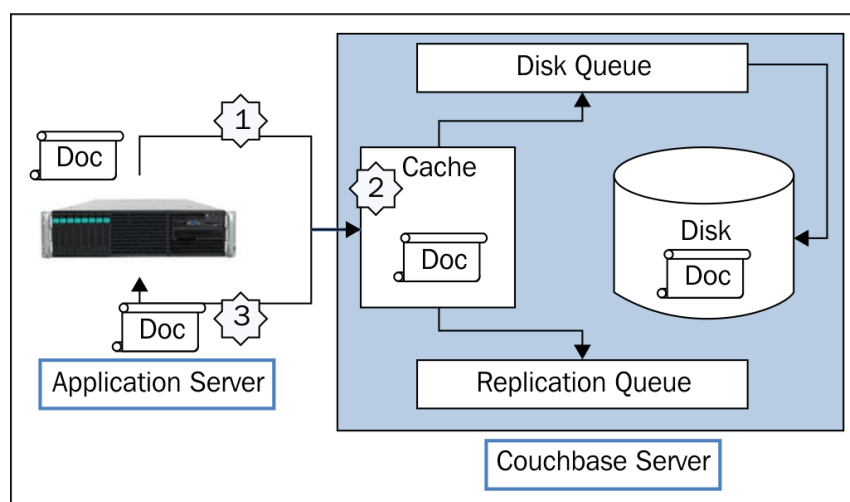 Disk Queue
1
Doc
Cache
2
Doc
Disk
Doc
3
Doc
Application Server
Replication Queue
Couchbase Server